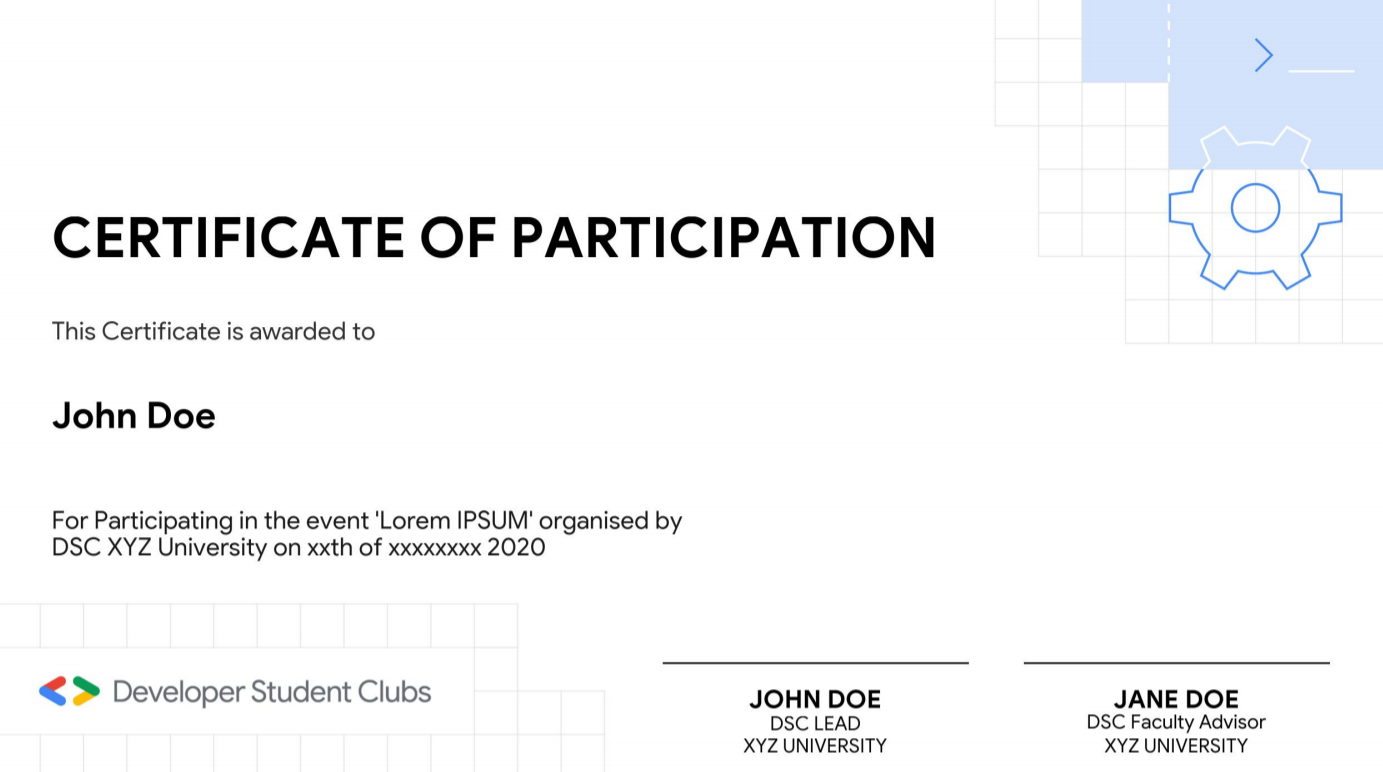 CERTIFICATE OF PARTICIPATION
This Certificate is awarded to
John Doe
For Participating in the event 'Lorem IPSUM' organised by
DSC XYZ University on xxth of xxxxxxxx 2020
Developer Student Clubs
JOHN DOE
DSC LEAD
XYZ UNIVERSITY
JANE DOE
DSC Faculty Advisor
XYZ UNIVERSITY